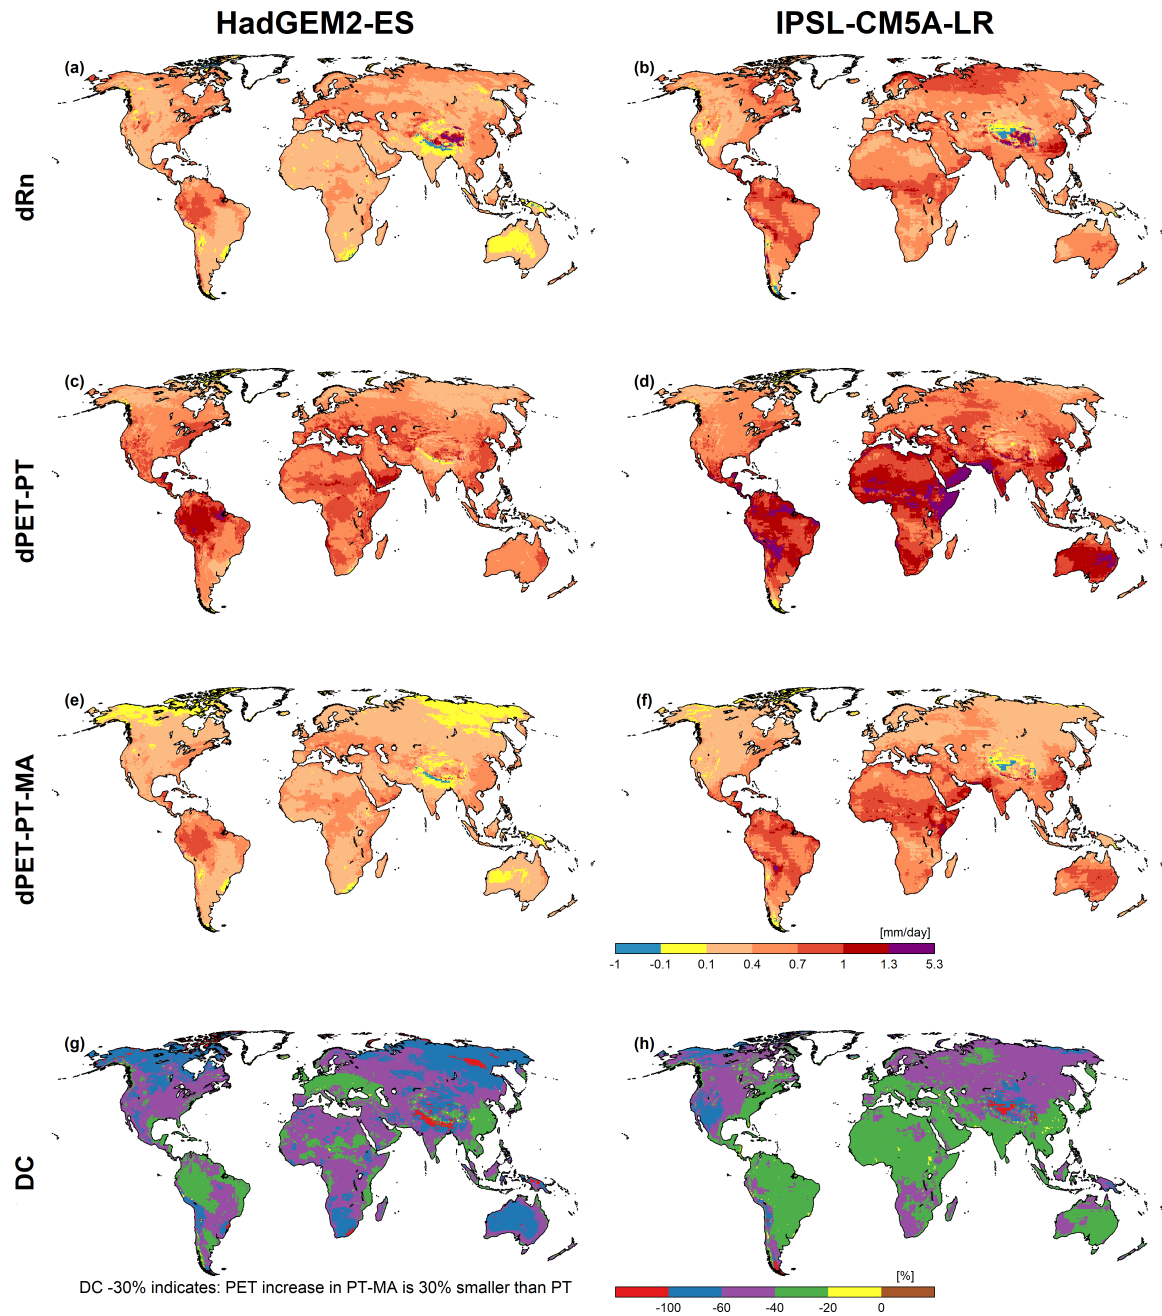 HadGEM2-ES IPSL-CM5A-LR
dRn
(a) (b)
dPET-PT
(c) (d)
dPET-PT-MA
(e) (f)
[mm/day]
-1 -0.1 0.1 0.4 0.7 1 1.3 5.3
DC
(g) (h)
DC -30% indicates: PET increase in PT-MA is 30% smaller than PT
[%]
-100 -80 -60 -40 -20 0